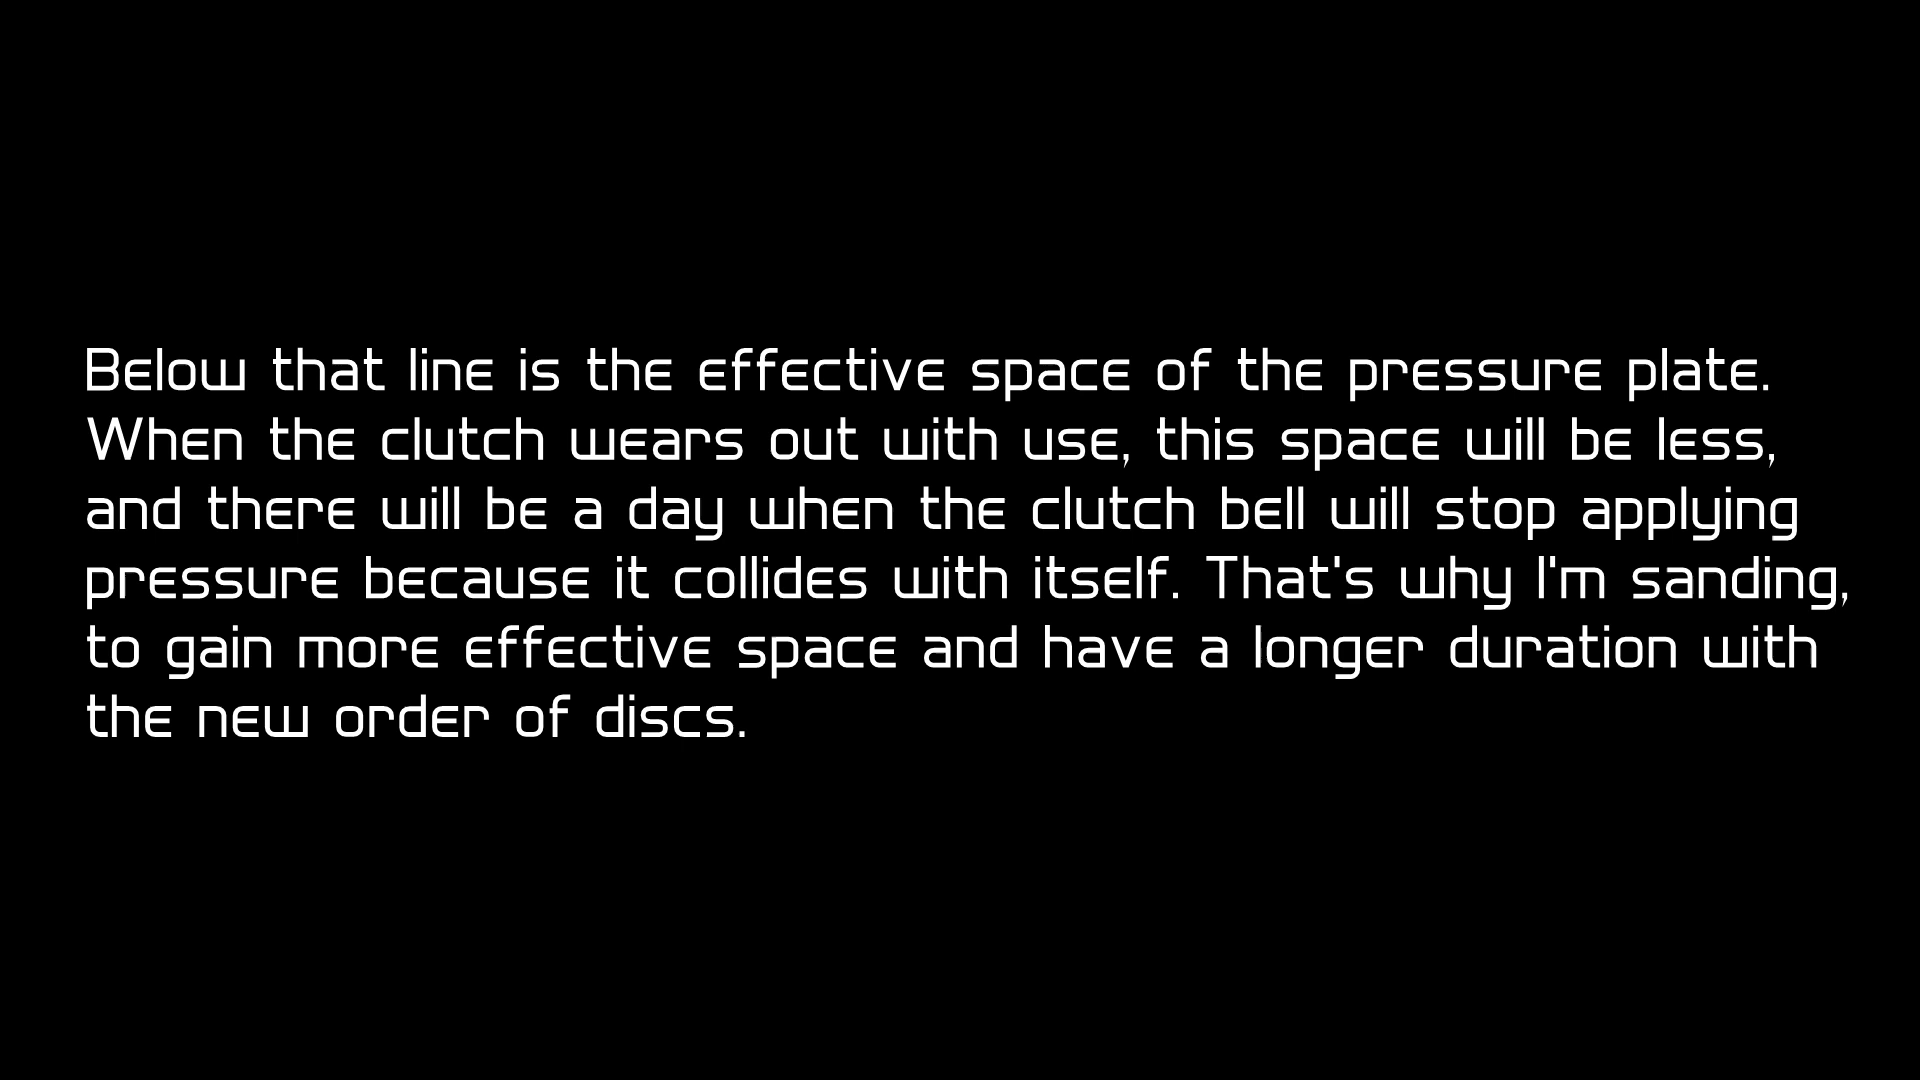 Below that line is the effective space of the pressure plate.
When the clutch wears out with use, this space will be less,
and there will be a day when the clutch bell will stop applying
pressure because it collides with itself. That's why I'm sanding,
to gain more effective space and have a longer duration with
the new order of discs.